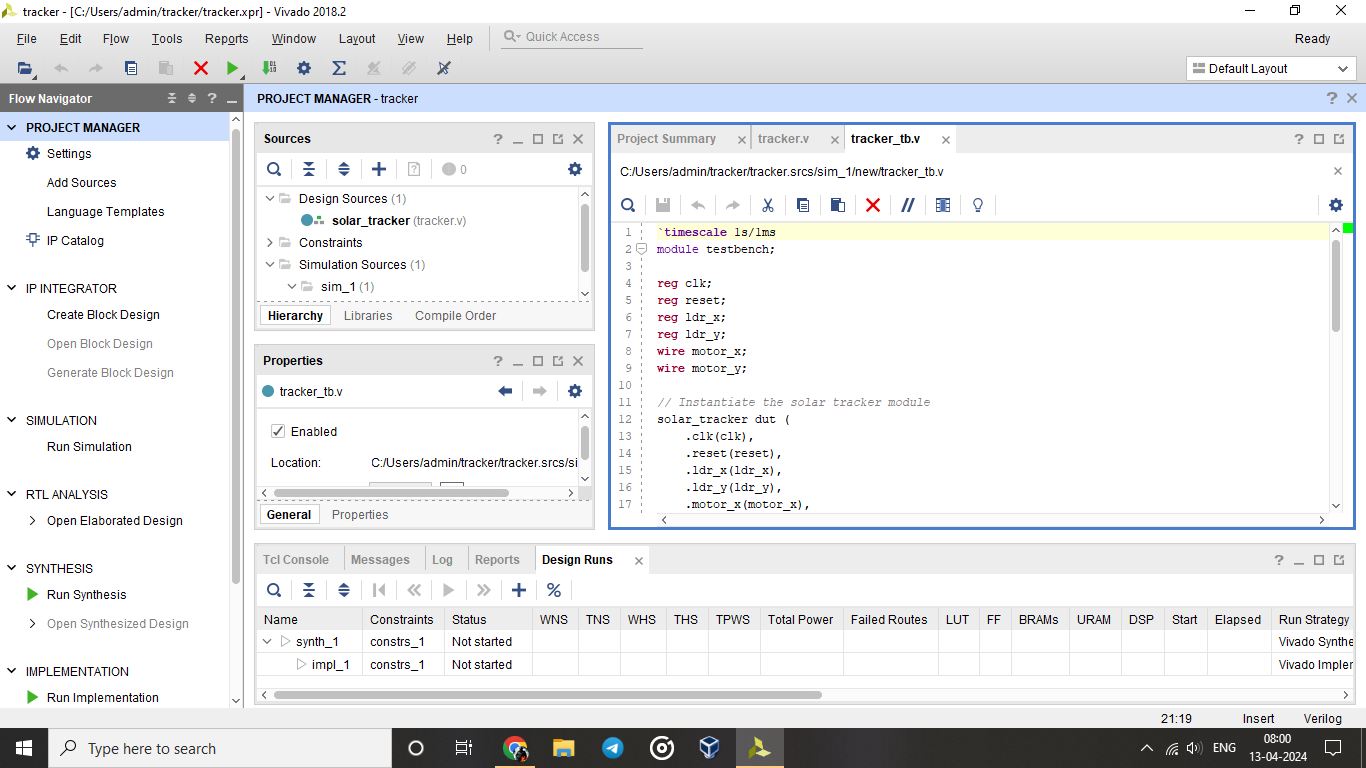 tracker - [C:/Users/admin/tracker/tracker.xpr] - Vivado 2018.2
File Edit Flow Tools Reports Window Layout View Help Quick Access Ready
Default Layout
Flow Navigator
PROJECT MANAGER
Settings
Add Sources
Language Templates
IP Catalog
IP INTEGRATOR
Create Block Design
Open Block Design
Generate Block Design
SIMULATION
Run Simulation
RTL ANALYSIS
Open Elaborated Design
SYNTHESIS
Run Synthesis
Open Synthesized Design
IMPLEMENTATION
Run Implementation
PROJECT MANAGER - tracker
Sources
0
Design Sources (1)
solar_tracker (tracker.v)
Constraints
Simulation Sources (1)
sim_1 (1)
Hierarchy Libraries Compile Order
Properties
tracker_tb.v
Enabled
Location: C:/Users/admin/tracker/tracker.srcs/si
General Properties
Project Summary tracker.v tracker_tb.v
C:/Users/admin/tracker/tracker.srcs/sim_1/new/tracker_tb.v
1 `timescale 1s/1ms
2 module testbench;
3
4 reg clk;
5 reg reset;
6 reg ldr_x;
7 reg ldr_y;
8 wire motor_x;
9 wire motor_y;
10
11 // Instantiate the solar tracker module
12 solar_tracker dut (
13 .clk(clk),
14 .reset(reset),
15 .ldr_x(ldr_x),
16 .ldr_y(ldr_y),
17 .motor_x(motor_x),
Tcl Console Messages Log Reports Design Runs
Name Constraints Status WNS TNS WHS THS TPWS Total Power Failed Routes LUT FF BRAMs URAM DSP Start Elapsed Run Strategy
synth_1 constrs_1 Not started Vivado Synthe
impl_1 constrs_1 Not started Vivado Impler
21:19 Insert Verilog
Type here to search
ENG
08:00
13-04-2024